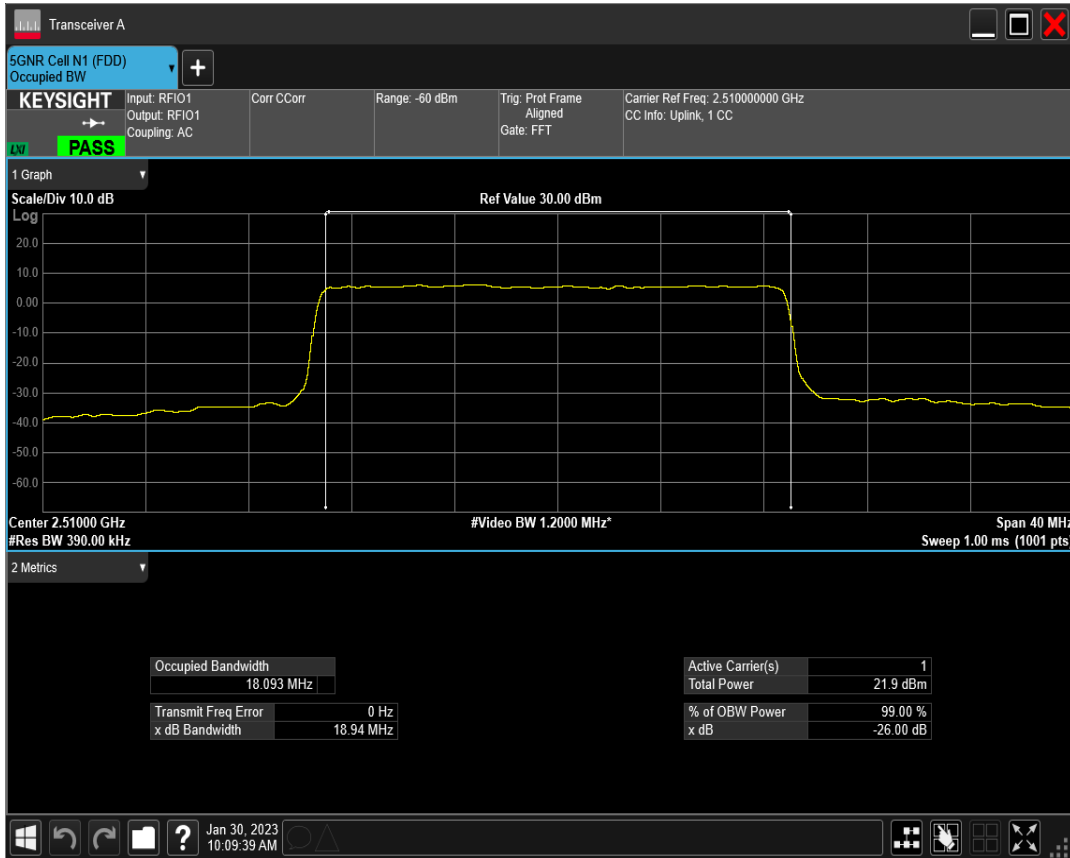 Transceiver A
5GNR Cell N1 (FDD)
Occupied BW
+
KEYSIGHT
LXI
PASS
Input: RFIO1
Output: RFIO1
Coupling: AC
Corr CCorr
Range: -60 dBm
Trig: Prot Frame
Aligned
Gate: FFT
Carrier Ref Freq: 2.510000000 GHz
CC Info: Uplink, 1 CC
1 Graph
Scale/Div 10.0 dB
Ref Value 30.00 dBm
Log
20.0
10.0
0.00
-10.0
-20.0
-30.0
-40.0
-50.0
-60.0
Center 2.51000 GHz
#Video BW 1.2000 MHz*
Span 40 MHz
#Res BW 390.00 kHz
Sweep 1.00 ms (1001 pts)
2 Metrics
Occupied Bandwidth
18.093 MHz
Transmit Freq Error 0 Hz
x dB Bandwidth 18.94 MHz
Active Carrier(s) 1
Total Power 21.9 dBm
% of OBW Power 99.00 %
x dB -26.00 dB
?
Jan 30, 2023
10:09:39 AM